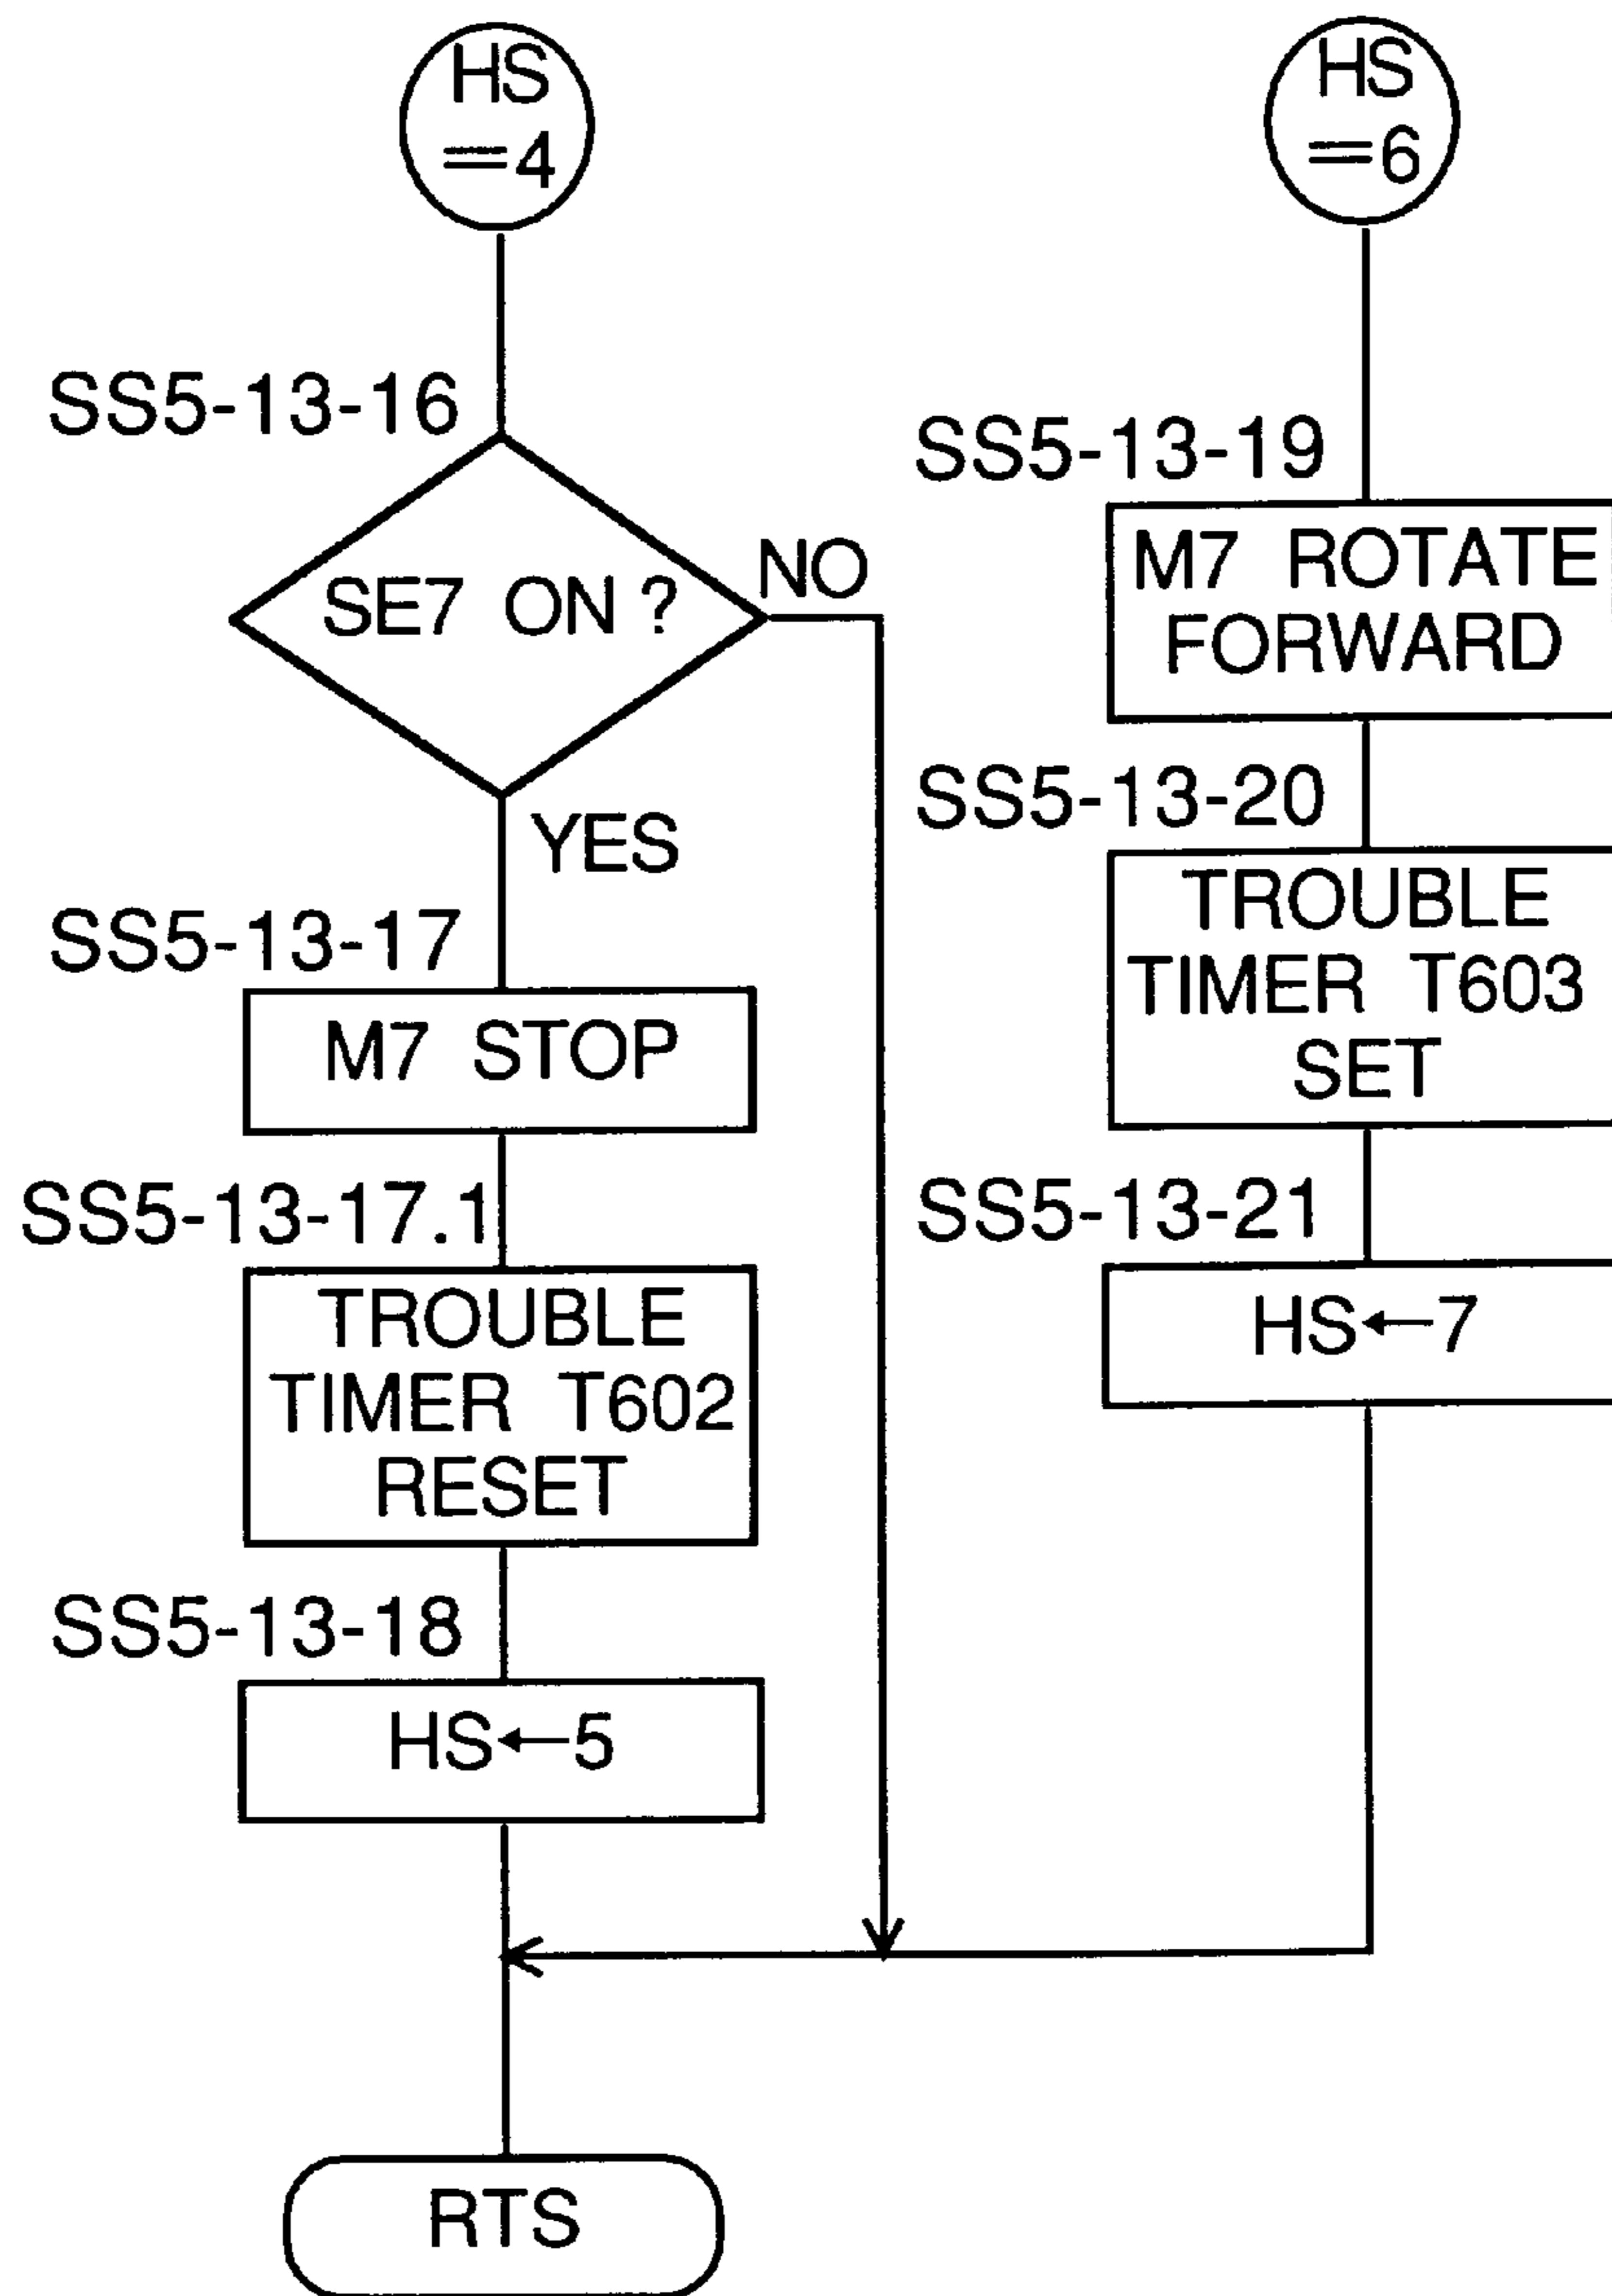 HS
=4
SS5-13-16
SE7 ON?
NO
YES
SS5-13-17
M7 STOP
SS5-13-17.1
TROUBLE
TIMER T602
RESET
SS5-13-18
HS←5
RTS
HS
=6
SS5-13-19
M7 ROTATE
FORWARD
SS5-13-20
TROUBLE
TIMER T603
SET
SS5-13-21
HS←7